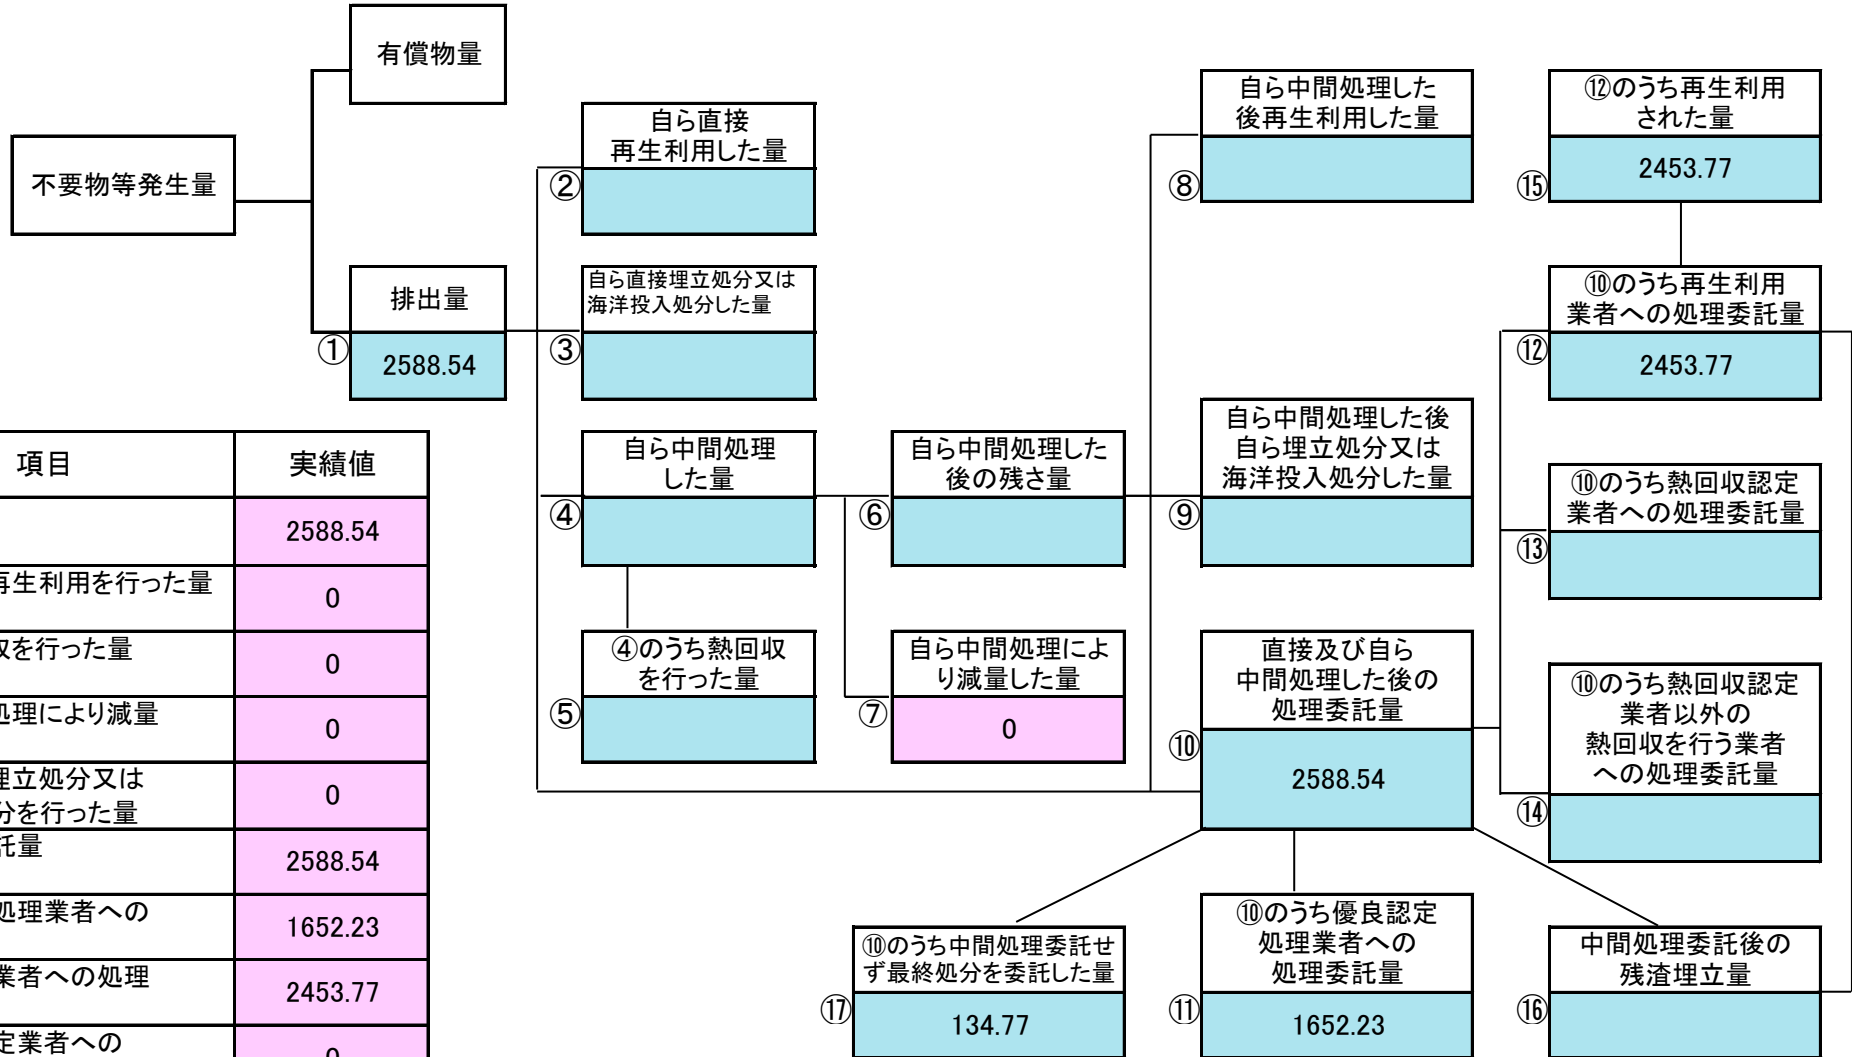 有償物量
不要物等発生量
排出量
①
2588.54
自ら直接
再生利用した量
②
自ら直接埋立処分又は
海洋投入処分した量
③
自ら中間処理
した量
④
④のうち熱回収
を行った量
⑤
自ら中間処理した
後の残さ量
⑥
自ら中間処理によ
り減量した量
⑦
0
自ら中間処理した
後再生利用した量
⑧
自ら中間処理した後
自ら埋立処分又は
海洋投入処分した量
⑨
直接及び自ら
中間処理した後の
処理委託量
⑩
2588.54
⑫のうち再生利用
された量
⑮
2453.77
⑩のうち再生利用
業者への処理委託量
⑫
2453.77
⑩のうち熱回収認定
業者への処理委託量
⑬
⑩のうち熱回収認定
業者以外の
熱回収を行う業者
への処理委託量
⑭
⑩のうち中間処理委託せ
ず最終処分を委託した量
⑰
134.77
⑩のうち優良認定
処理業者への
処理委託量
⑪
1652.23
中間処理委託後の
残渣埋立量
⑯
項目
実績値
2588.54
再生利用を行った量
0
を行った量
0
処理により減量
0
埋立処分又は
分を行った量
0
託量
2588.54
処理業者への
1652.23
業者への処理
2453.77
定業者への
0